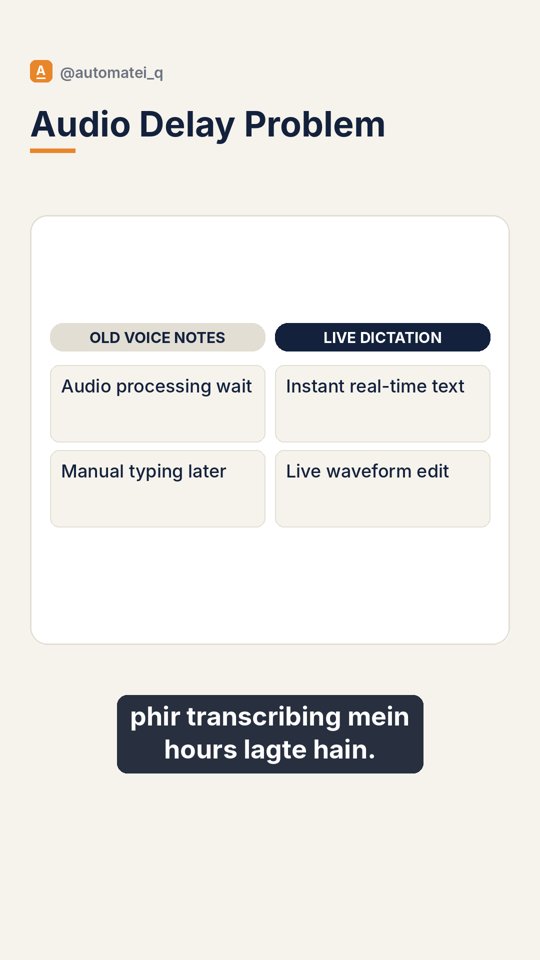 A
@automatei_q
Audio Delay Problem
OLD VOICE NOTES
LIVE DICTATION
Audio processing wait
Instant real-time text
Manual typing later
Live waveform edit
phir transcribing mein
hours lagte hain.